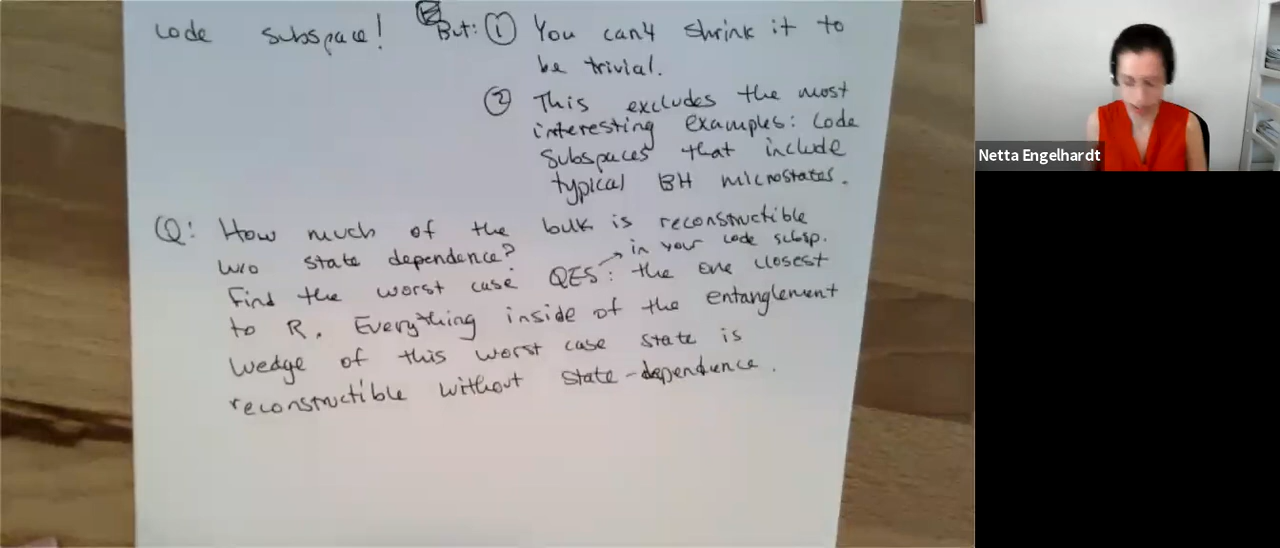 code subspace! But: ① You can't shrink it to
be trivial.
② This excludes the most
interesting examples: Code
subspaces that include
typical BH microstates.
Q: How much of the bulk is reconstructible
w/o state dependence?
→ in your code subsp.
Find the worst case QES: the one closest
to R. Everything inside of the entanglement
wedge of this worst case state is
reconstructible without state-dependence.
Netta Engelhardt